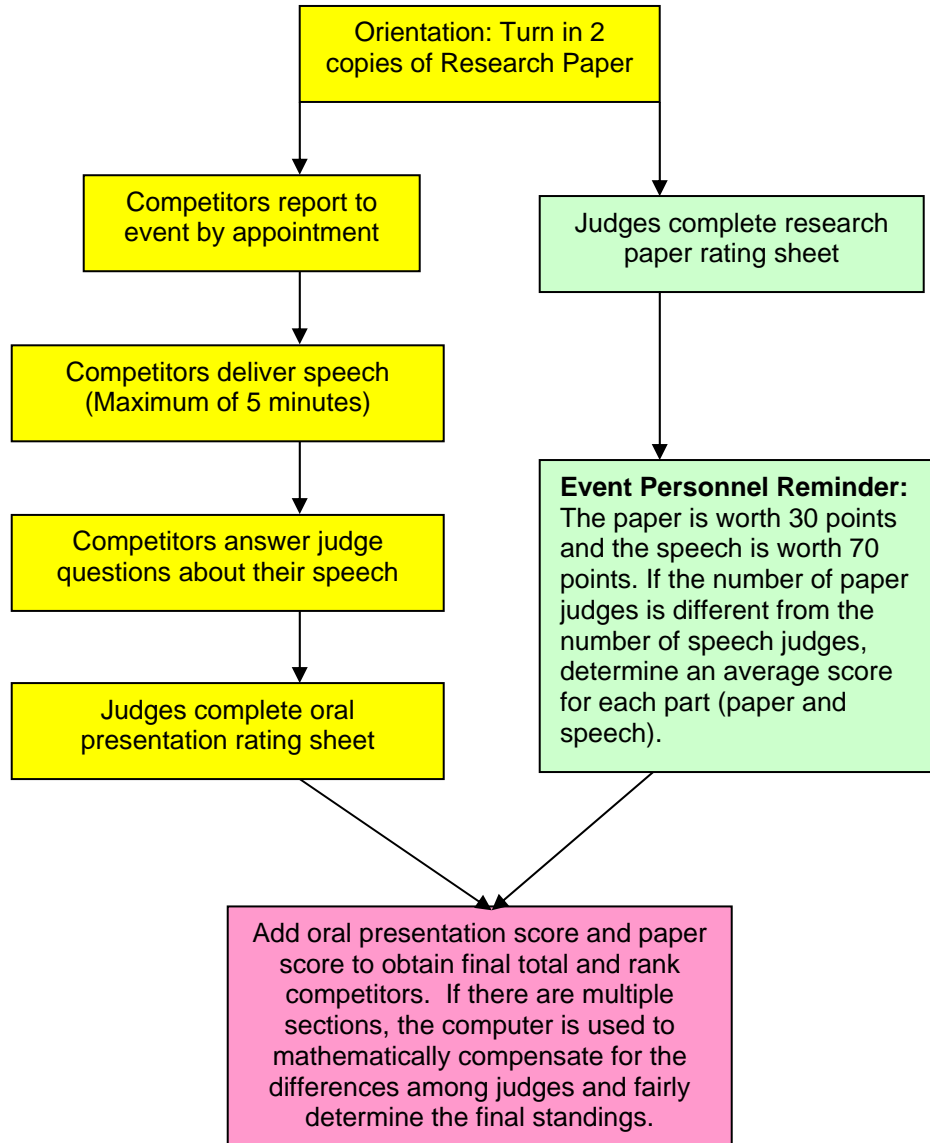 Orientation: Turn in 2
copies of Research Paper
Competitors report to
event by appointment
Competitors deliver speech
(Maximum of 5 minutes)
Competitors answer judge
questions about their speech
Judges complete oral
presentation rating sheet
Judges complete research
paper rating sheet
Event Personnel Reminder:
The paper is worth 30 points
and the speech is worth 70
points. If the number of paper
judges is different from the
number of speech judges,
determine an average score
for each part (paper and
speech).
Add oral presentation score and paper
score to obtain final total and rank
competitors.  If there are multiple
sections, the computer is used to
mathematically compensate for the
differences among judges and fairly
determine the final standings.